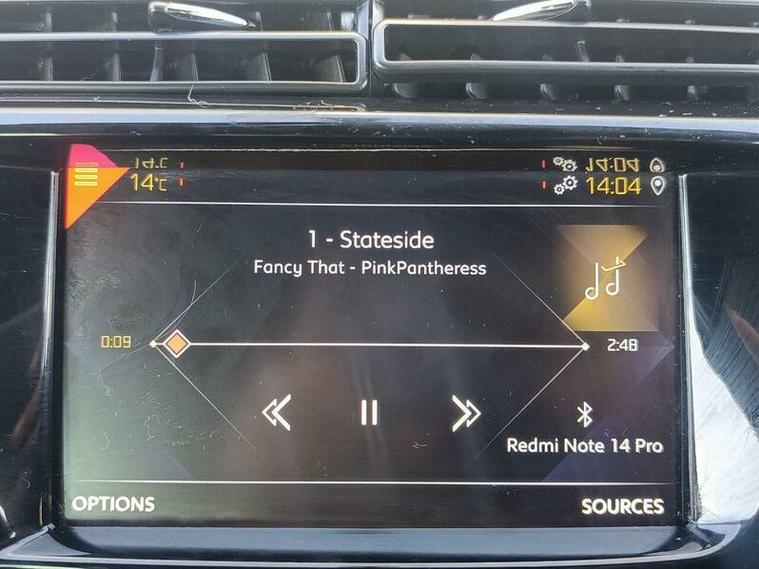 14°C 14:04
1 - Stateside
Fancy That - PinkPantheress
0:09 2:48
Redmi Note 14 Pro
OPTIONS SOURCES